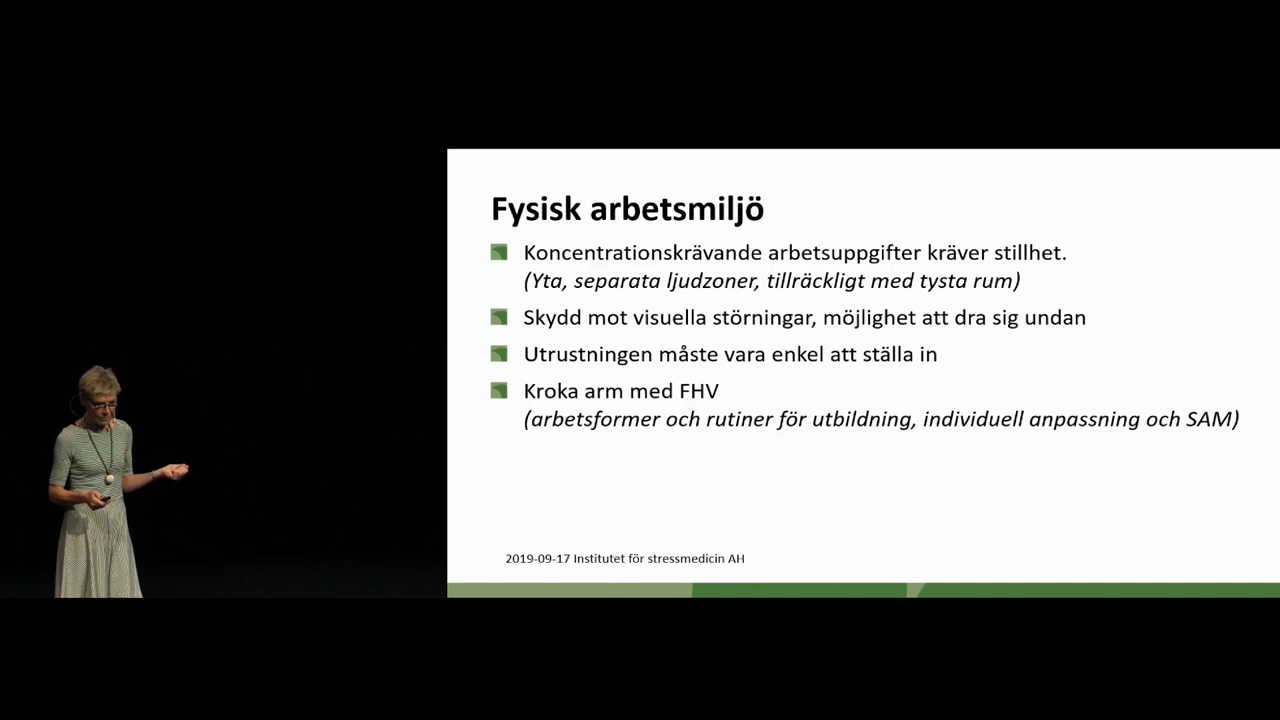 Fysisk arbetsmiljö
Koncentrationskrävande arbetsuppgifter kräver stillhet.
(Yta, separata ljudzoner, tillräckligt med tysta rum)
Skydd mot visuella störningar, möjlighet att dra sig undan
Utrustningen måste vara enkel att ställa in
Kroka arm med FHV
(arbetsformer och rutiner för utbildning, individuell anpassning och SAM)
2019-09-17 Institutet för stressmedicin AH